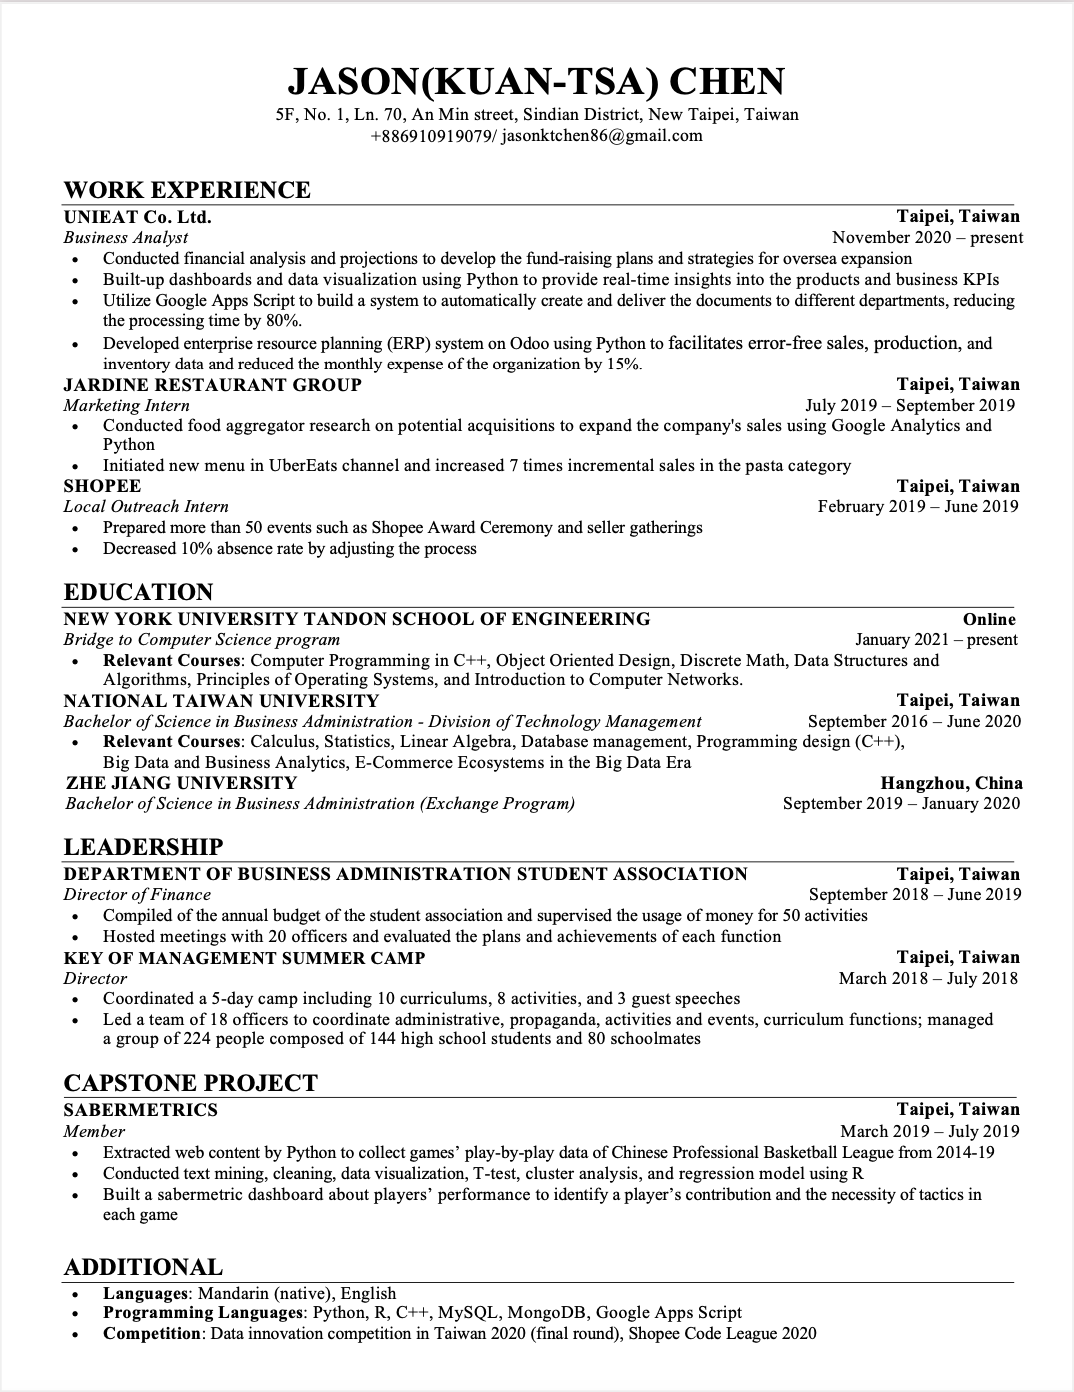 JASON(KUAN-TSA) CHEN
5F, No. 1, Ln. 70, An Min street, Sindian District, New Taipei, Taiwan
+886910919079/ jasonktchen86@gmail.com
WORK EXPERIENCE
UNIEAT Co. Ltd. Taipei, Taiwan
Business Analyst November 2020 – present
• Conducted financial analysis and projections to develop the fund-raising plans and strategies for oversea expansion
• Built-up dashboards and data visualization using Python to provide real-time insights into the products and business KPIs
• Utilize Google Apps Script to build a system to automatically create and deliver the documents to different departments, reducing
the processing time by 80%.
• Developed enterprise resource planning (ERP) system on Odoo using Python to facilitates error-free sales, production, and
inventory data and reduced the monthly expense of the organization by 15%.
JARDINE RESTAURANT GROUP Taipei, Taiwan
Marketing Intern July 2019 – September 2019
• Conducted food aggregator research on potential acquisitions to expand the company's sales using Google Analytics and
Python
• Initiated new menu in UberEats channel and increased 7 times incremental sales in the pasta category
SHOPEE Taipei, Taiwan
Local Outreach Intern February 2019 – June 2019
• Prepared more than 50 events such as Shopee Award Ceremony and seller gatherings
• Decreased 10% absence rate by adjusting the process
EDUCATION
NEW YORK UNIVERSITY TANDON SCHOOL OF ENGINEERING Online
Bridge to Computer Science program January 2021 – present
• Relevant Courses: Computer Programming in C++, Object Oriented Design, Discrete Math, Data Structures and
Algorithms, Principles of Operating Systems, and Introduction to Computer Networks.
NATIONAL TAIWAN UNIVERSITY Taipei, Taiwan
Bachelor of Science in Business Administration - Division of Technology Management September 2016 – June 2020
• Relevant Courses: Calculus, Statistics, Linear Algebra, Database management, Programming design (C++),
Big Data and Business Analytics, E-Commerce Ecosystems in the Big Data Era
ZHE JIANG UNIVERSITY Hangzhou, China
Bachelor of Science in Business Administration (Exchange Program) September 2019 – January 2020
LEADERSHIP
DEPARTMENT OF BUSINESS ADMINISTRATION STUDENT ASSOCIATION Taipei, Taiwan
Director of Finance September 2018 – June 2019
• Compiled of the annual budget of the student association and supervised the usage of money for 50 activities
• Hosted meetings with 20 officers and evaluated the plans and achievements of each function
KEY OF MANAGEMENT SUMMER CAMP Taipei, Taiwan
Director March 2018 – July 2018
• Coordinated a 5-day camp including 10 curriculums, 8 activities, and 3 guest speeches
• Led a team of 18 officers to coordinate administrative, propaganda, activities and events, curriculum functions; managed
a group of 224 people composed of 144 high school students and 80 schoolmates
CAPSTONE PROJECT
SABERMETRICS Taipei, Taiwan
Member March 2019 – July 2019
• Extracted web content by Python to collect games’ play-by-play data of Chinese Professional Basketball League from 2014-19
• Conducted text mining, cleaning, data visualization, T-test, cluster analysis, and regression model using R
• Built a sabermetric dashboard about players’ performance to identify a player’s contribution and the necessity of tactics in
each game
ADDITIONAL
• Languages: Mandarin (native), English
• Programming Languages: Python, R, C++, MySQL, MongoDB, Google Apps Script
• Competition: Data innovation competition in Taiwan 2020 (final round), Shopee Code League 2020